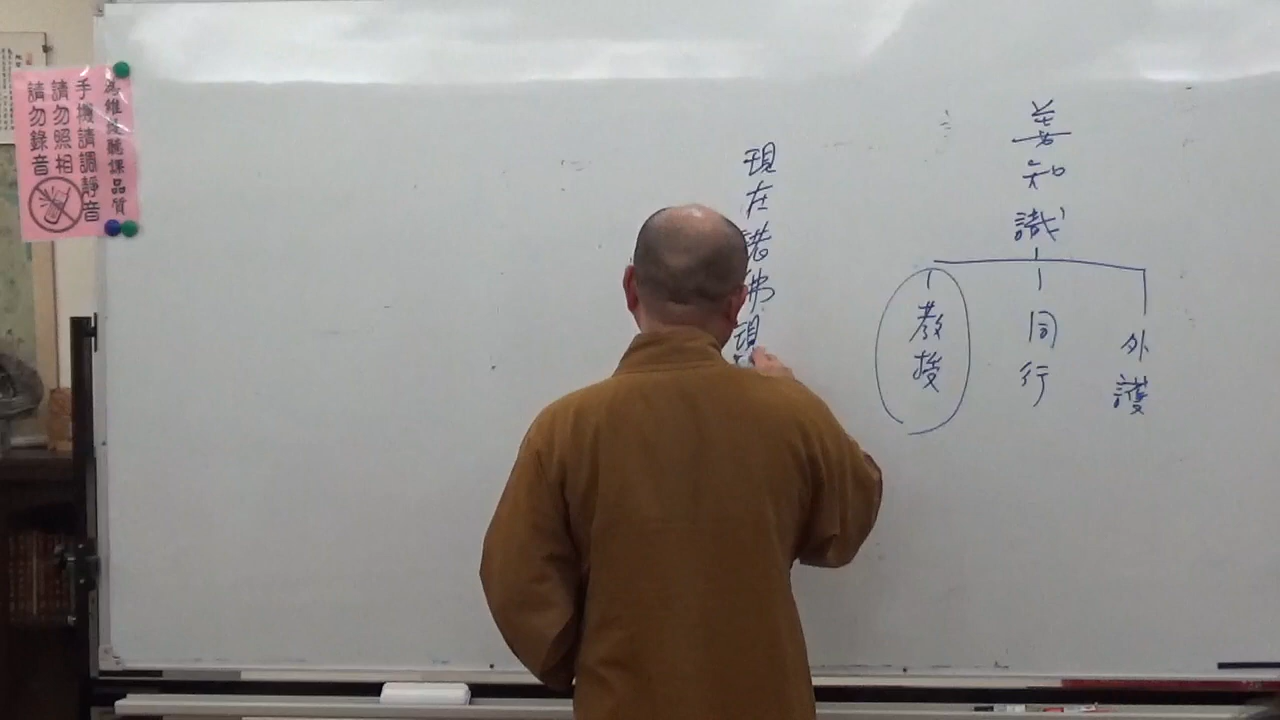 善知識
外護
同行
教授
現在諸佛現
為維護聽課品質
手機請調靜音
請勿照相
請勿錄音